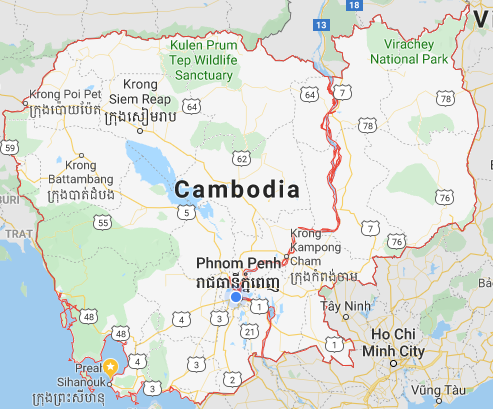 13
18
V
Kulen Prum
Tep Wildlife
Sanctuary
Virachey
National Park
Krong Poi Pet
ក្រុងប៉ោយប៉ែត
Krong
Siem Reap
ក្រុងសៀមរាប
64
64
7
78
78
59
62
Krong
Battambang
ក្រុងបាត់ដំបង
BURI
TRAT
55
5
Cambodia
76
7
76
Krong
Kampong
Cham
ក្រុងកំពង់ចាម
Phnom Penh
រាជធានីភ្នំពេញ
1
Tây Ninh
48
48
4
3
21
1
Ho Chi
Minh City
4
Preah
Sihanouk
ក្រុងព្រះសីហនុ
3
3
2
Vũng Tàu
Bả